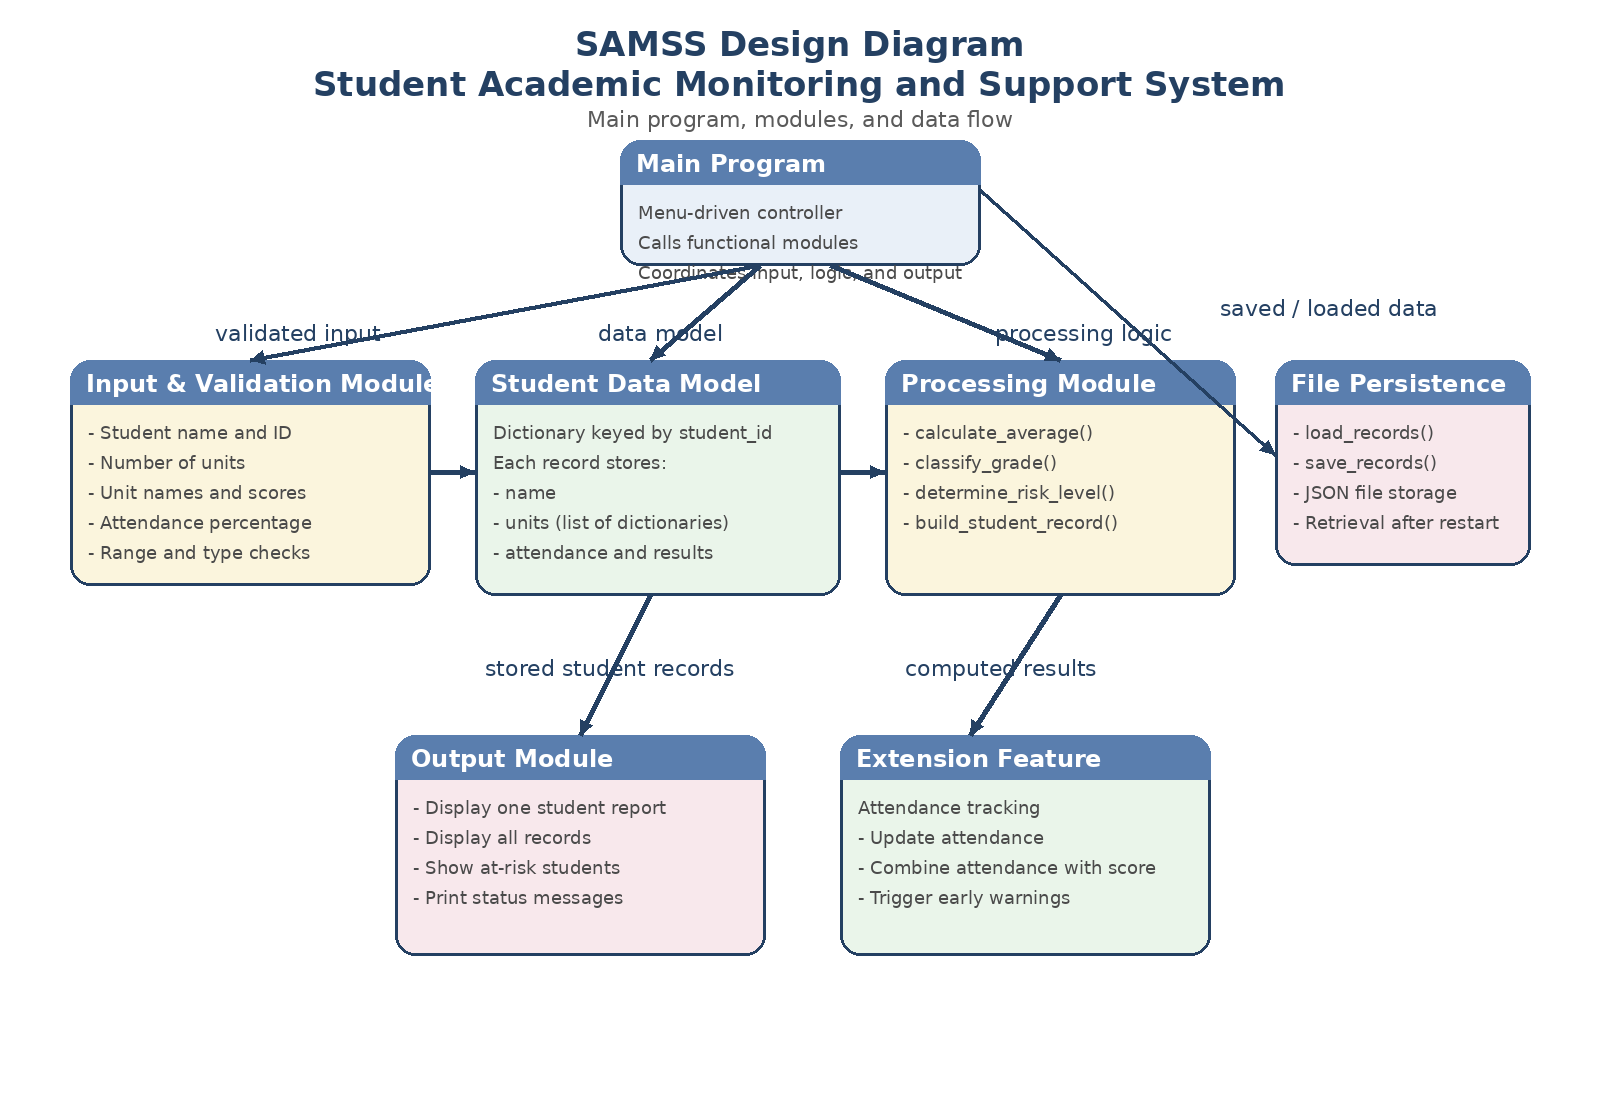 SAMSS Design Diagram
Student Academic Monitoring and Support System
Main program, modules, and data flow
Main Program
Menu-driven controller
Calls functional modules
Coordinates input, logic, and output
saved / loaded data
validated input
data model
processing logic
Input & Validation Module
- Student name and ID
- Number of units
- Unit names and scores
- Attendance percentage
- Range and type checks
Student Data Model
Dictionary keyed by student_id
Each record stores:
- name
- units (list of dictionaries)
- attendance and results
Processing Module
- calculate_average()
- classify_grade()
- determine_risk_level()
- build_student_record()
File Persistence
- load_records()
- save_records()
- JSON file storage
- Retrieval after restart
stored student records
computed results
Output Module
- Display one student report
- Display all records
- Show at-risk students
- Print status messages
Extension Feature
Attendance tracking
- Update attendance
- Combine attendance with score
- Trigger early warnings